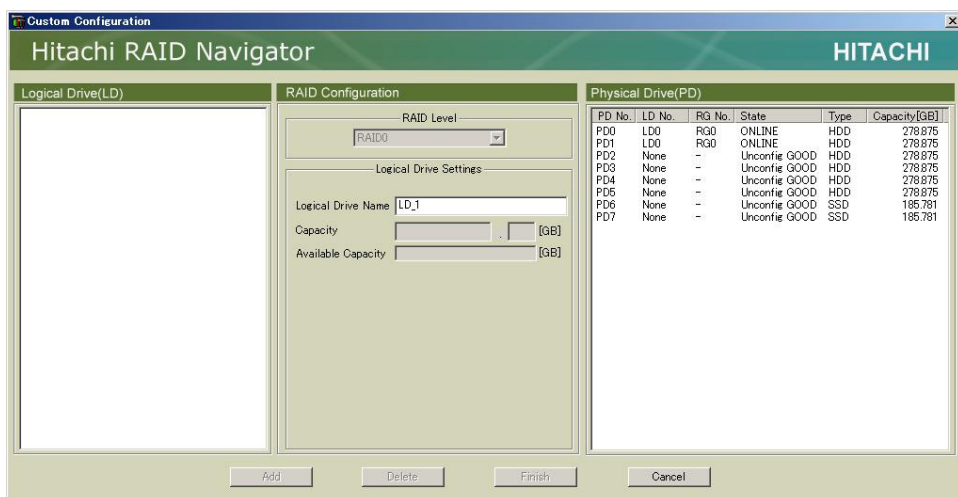 Custom Configuration
Hitachi RAID Navigator
HITACHI
Logical Drive(LD)
RAID Configuration
RAID Level
RAID0
Logical Drive Settings
Logical Drive Name LD_1
Capacity . [GB]
Available Capacity [GB]
Physical Drive(PD)
PD No. LD No. RG No. State Type Capacity[GB]
PD0 LD0 RG0 ONLINE HDD 278.875
PD1 LD0 RG0 ONLINE HDD 278.875
PD2 None - Unconfig GOOD HDD 278.875
PD3 None - Unconfig GOOD HDD 278.875
PD4 None - Unconfig GOOD HDD 278.875
PD5 None - Unconfig GOOD HDD 278.875
PD6 None - Unconfig GOOD SSD 185.781
PD7 None - Unconfig GOOD SSD 185.781
Add Delete Finish Cancel